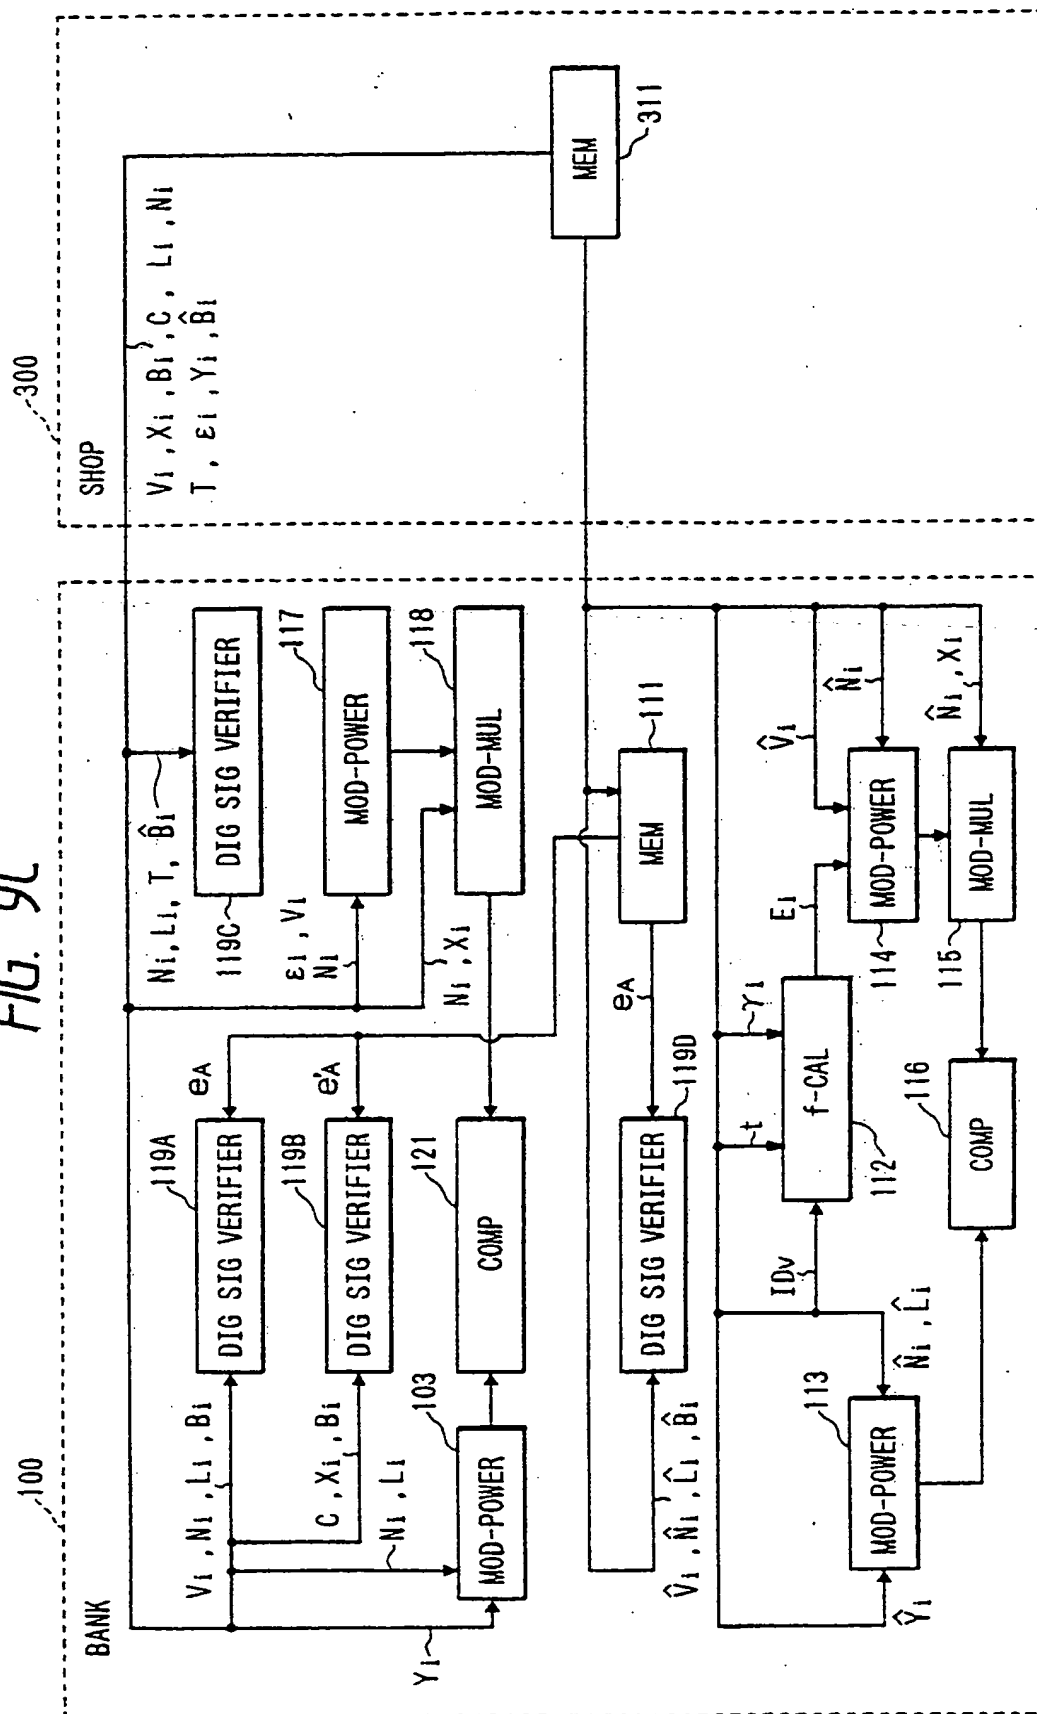 FIG. 9L
100
BANK
300
SHOP
Vi , Xi , Bi , C , Li , Ni
T , εi , Yi , B̂i
MEM
311
Vi , Ni , Li , Bi
119A
DIG SIG VERIFIER
eA
Ni, Li, T, B̂i
119C
DIG SIG VERIFIER
C , Xi , Bi
119B
DIG SIG VERIFIER
e'A
εi , Vi
Ni
117
MOD-POWER
Ni , Li
Yi
103
MOD-POWER
121
COMP
Ni , Xi
118
MOD-MUL
V̂i , N̂i , L̂i , B̂i
119D
DIG SIG VERIFIER
eA
111
MEM
IDv
t
γi
f-CAL
112
Ei
V̂i
N̂i
MOD-POWER
114
Ŷi
113
MOD-POWER
N̂i , L̂i
116
COMP
115
MOD-MUL
N̂i , Xi